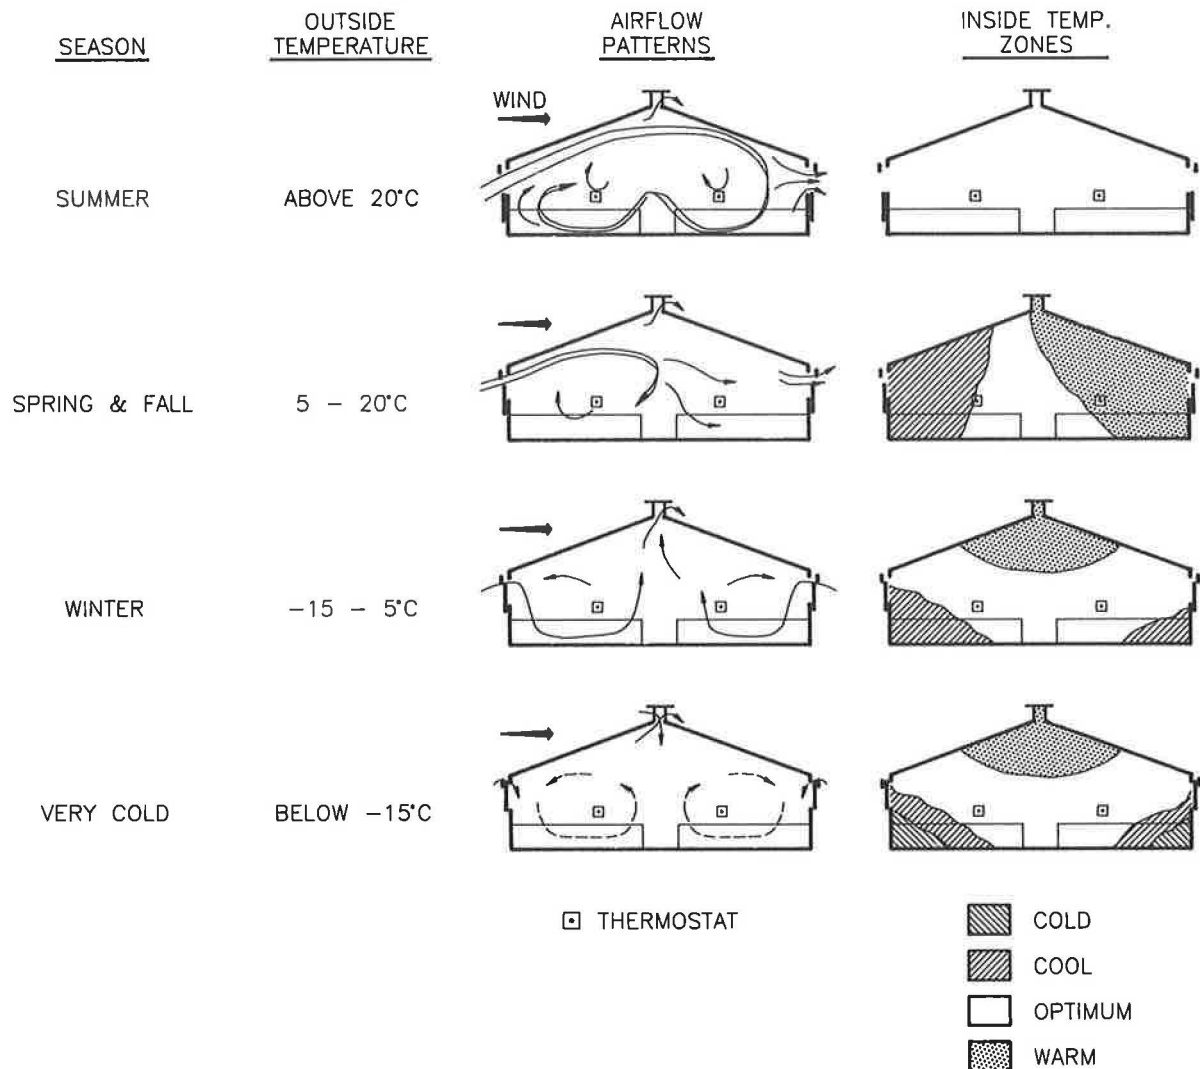 SEASON
OUTSIDE
TEMPERATURE
AIRFLOW
PATTERNS
INSIDE TEMP.
ZONES
WIND
SUMMER
ABOVE 20°C
SPRING & FALL
5 – 20°C
WINTER
–15 – 5°C
VERY COLD
BELOW –15°C
THERMOSTAT
COLD
COOL
OPTIMUM
WARM